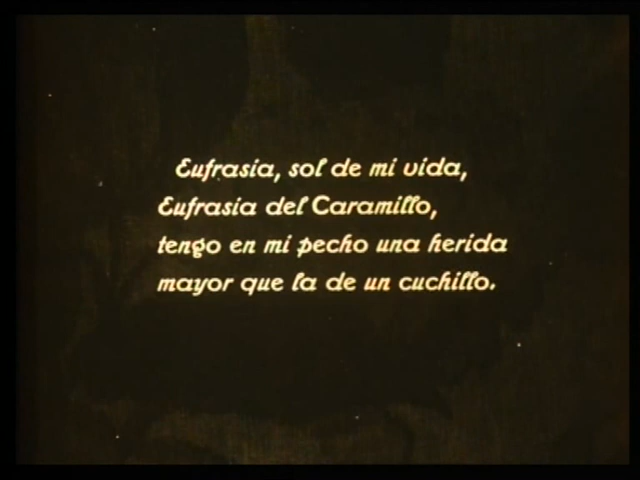 Eufrasia, sol de mi vida,
Eufrasia del Caramillo,
tengo en mi pecho una herida
mayor que la de un cuchillo.